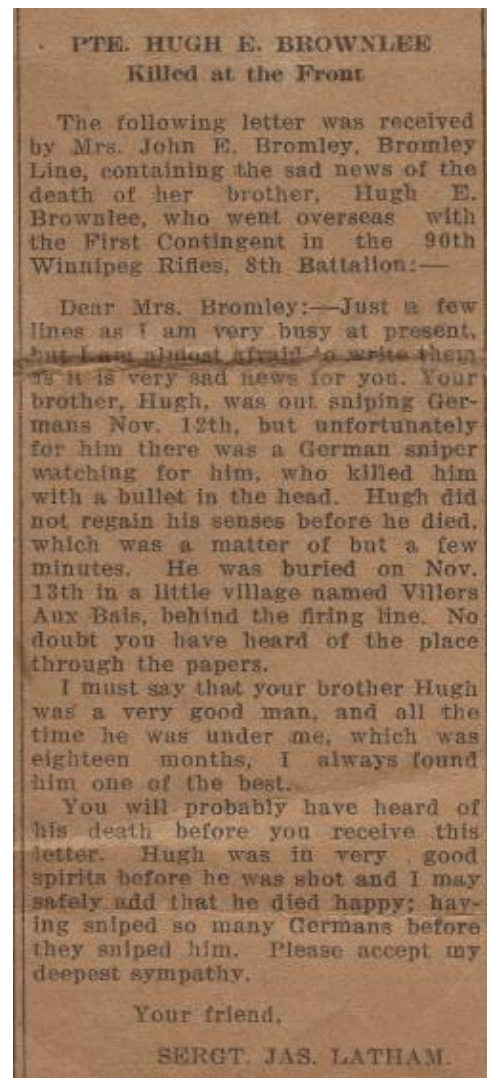 PTE. HUGH E. BROWNLEE
Killed at the Front
The following letter was received
by Mrs. John E. Bromley, Bromley
Line, containing the sad news of the
death of her brother, Hugh E.
Brownlee, who went overseas with
the First Contingent in the 90th
Winnipeg Rifles, 8th Battalion:—
Dear Mrs. Bromley:—Just a few
lines as I am very busy at present,
but I am almost afraid to write them
as it is very sad news for you. Your
brother, Hugh, was out sniping Ger-
mans Nov. 12th, but unfortunately
for him there was a German sniper
watching for him, who killed him
with a bullet in the head. Hugh did
not regain his senses before he died,
which was a matter of but a few
minutes. He was buried on Nov.
13th in a little village named Villers
Aux Bais, behind the firing line. No
doubt you have heard of the place
through the papers.
I must say that your brother Hugh
was a very good man, and all the
time he was under me, which was
eighteen months, I always found
him one of the best.
You will probably have heard of
his death before you receive this
letter. Hugh was in very good
spirits before he was shot and I may
safely add that he died happy; hav-
ing sniped so many Germans before
they sniped him. Please accept my
deepest sympathy.
Your friend,
SERGT. JAS. LATHAM.